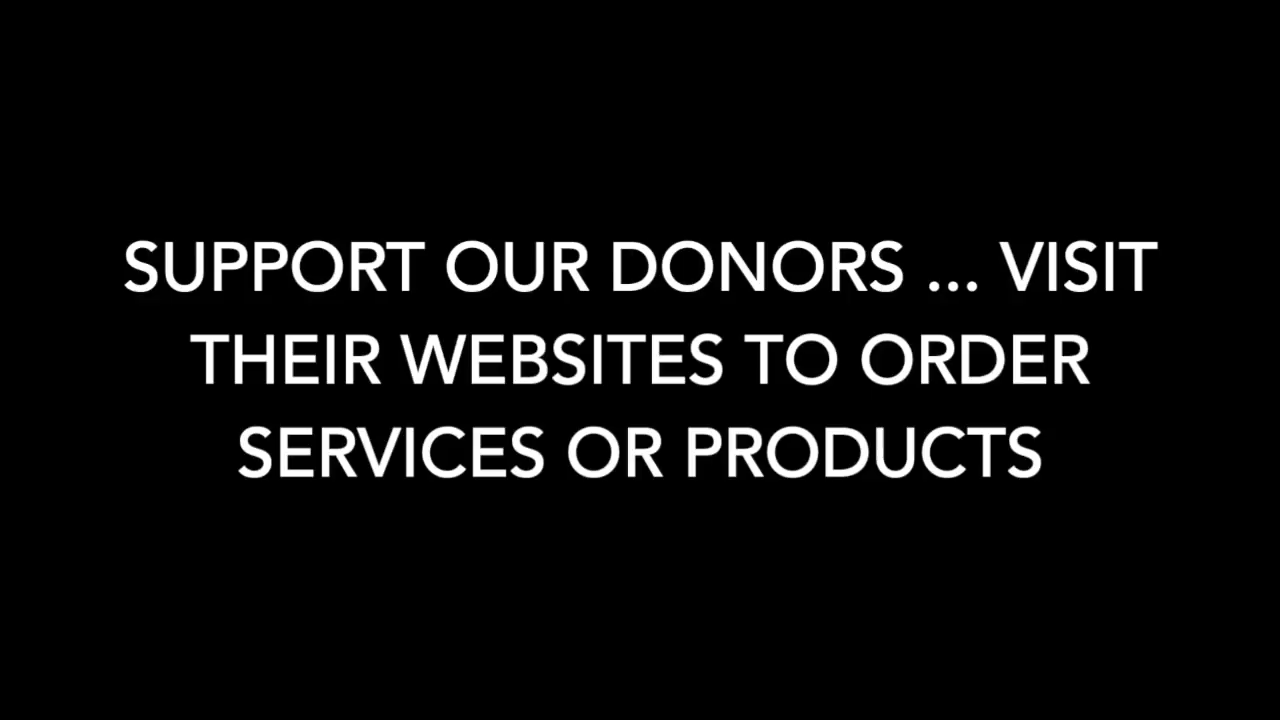 SUPPORT OUR DONORS ... VISIT
THEIR WEBSITES TO ORDER
SERVICES OR PRODUCTS